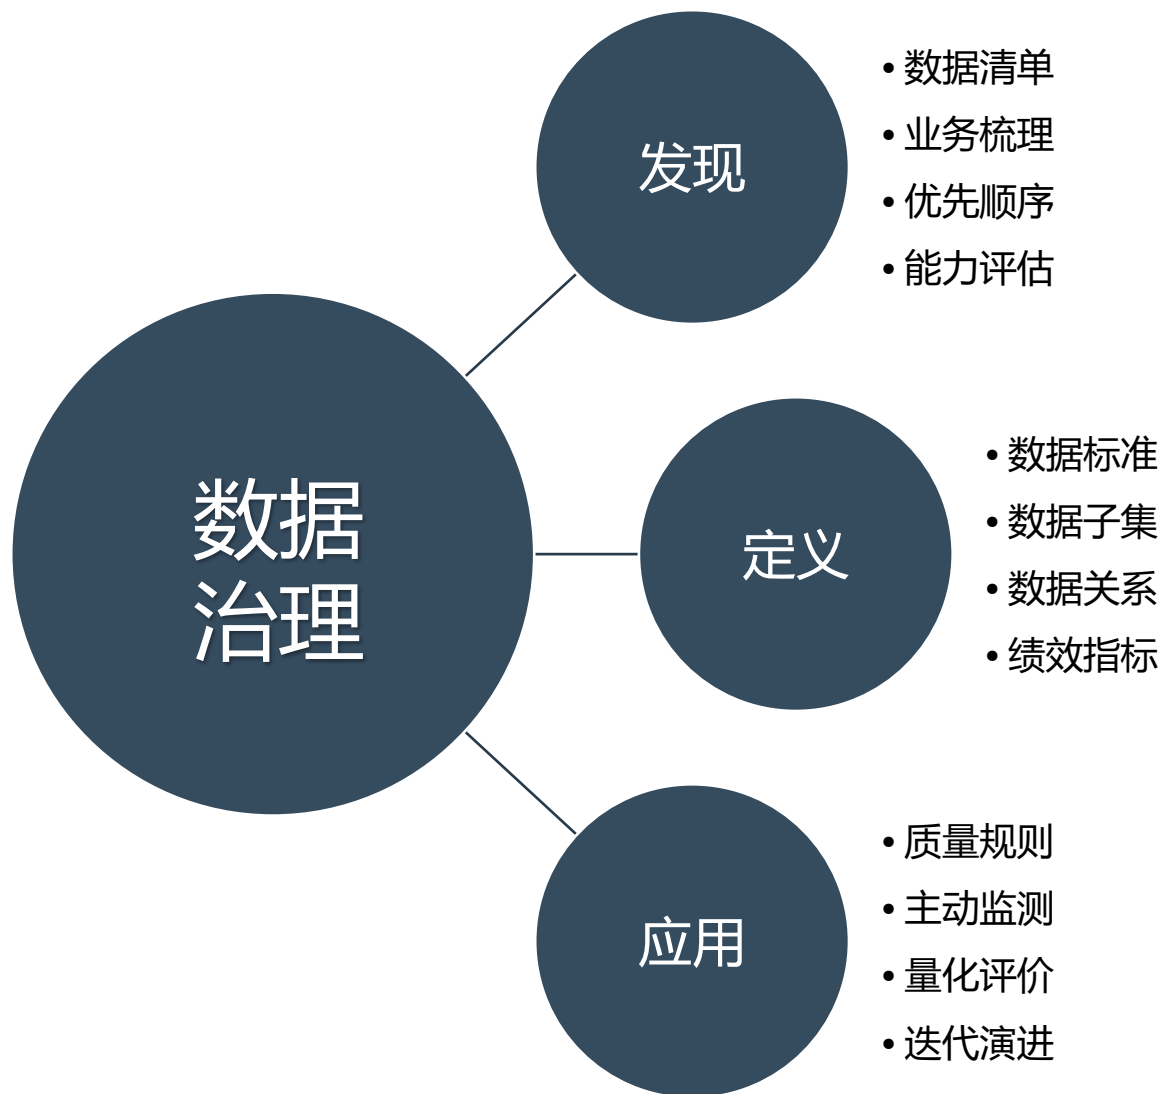 数据
治理
发现
• 数据清单
• 业务梳理
• 优先顺序
• 能力评估
定义
• 数据标准
• 数据子集
• 数据关系
• 绩效指标
应用
• 质量规则
• 主动监测
• 量化评价
• 迭代演进